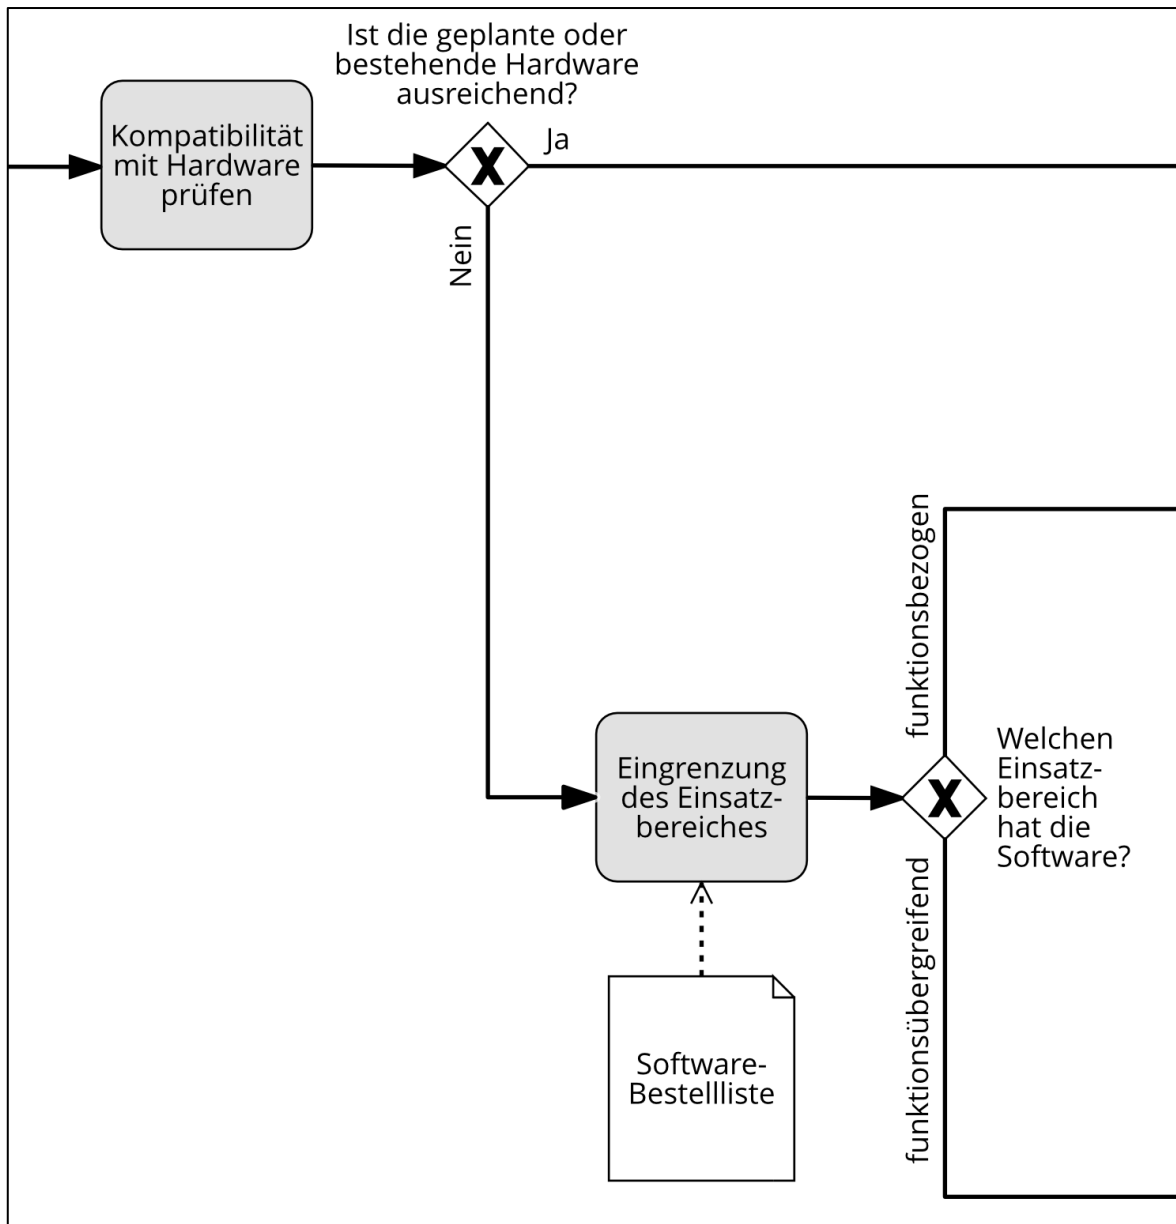 Ist die geplante oder
bestehende Hardware
ausreichend?
Kompatibilität
mit Hardware
prüfen
X
Ja
Nein
funktionsbezogen
Eingrenzung
des Einsatz-
bereiches
X
Welchen
Einsatz-
bereich
hat die
Software?
funktionsübergreifend
Software-
Bestellliste